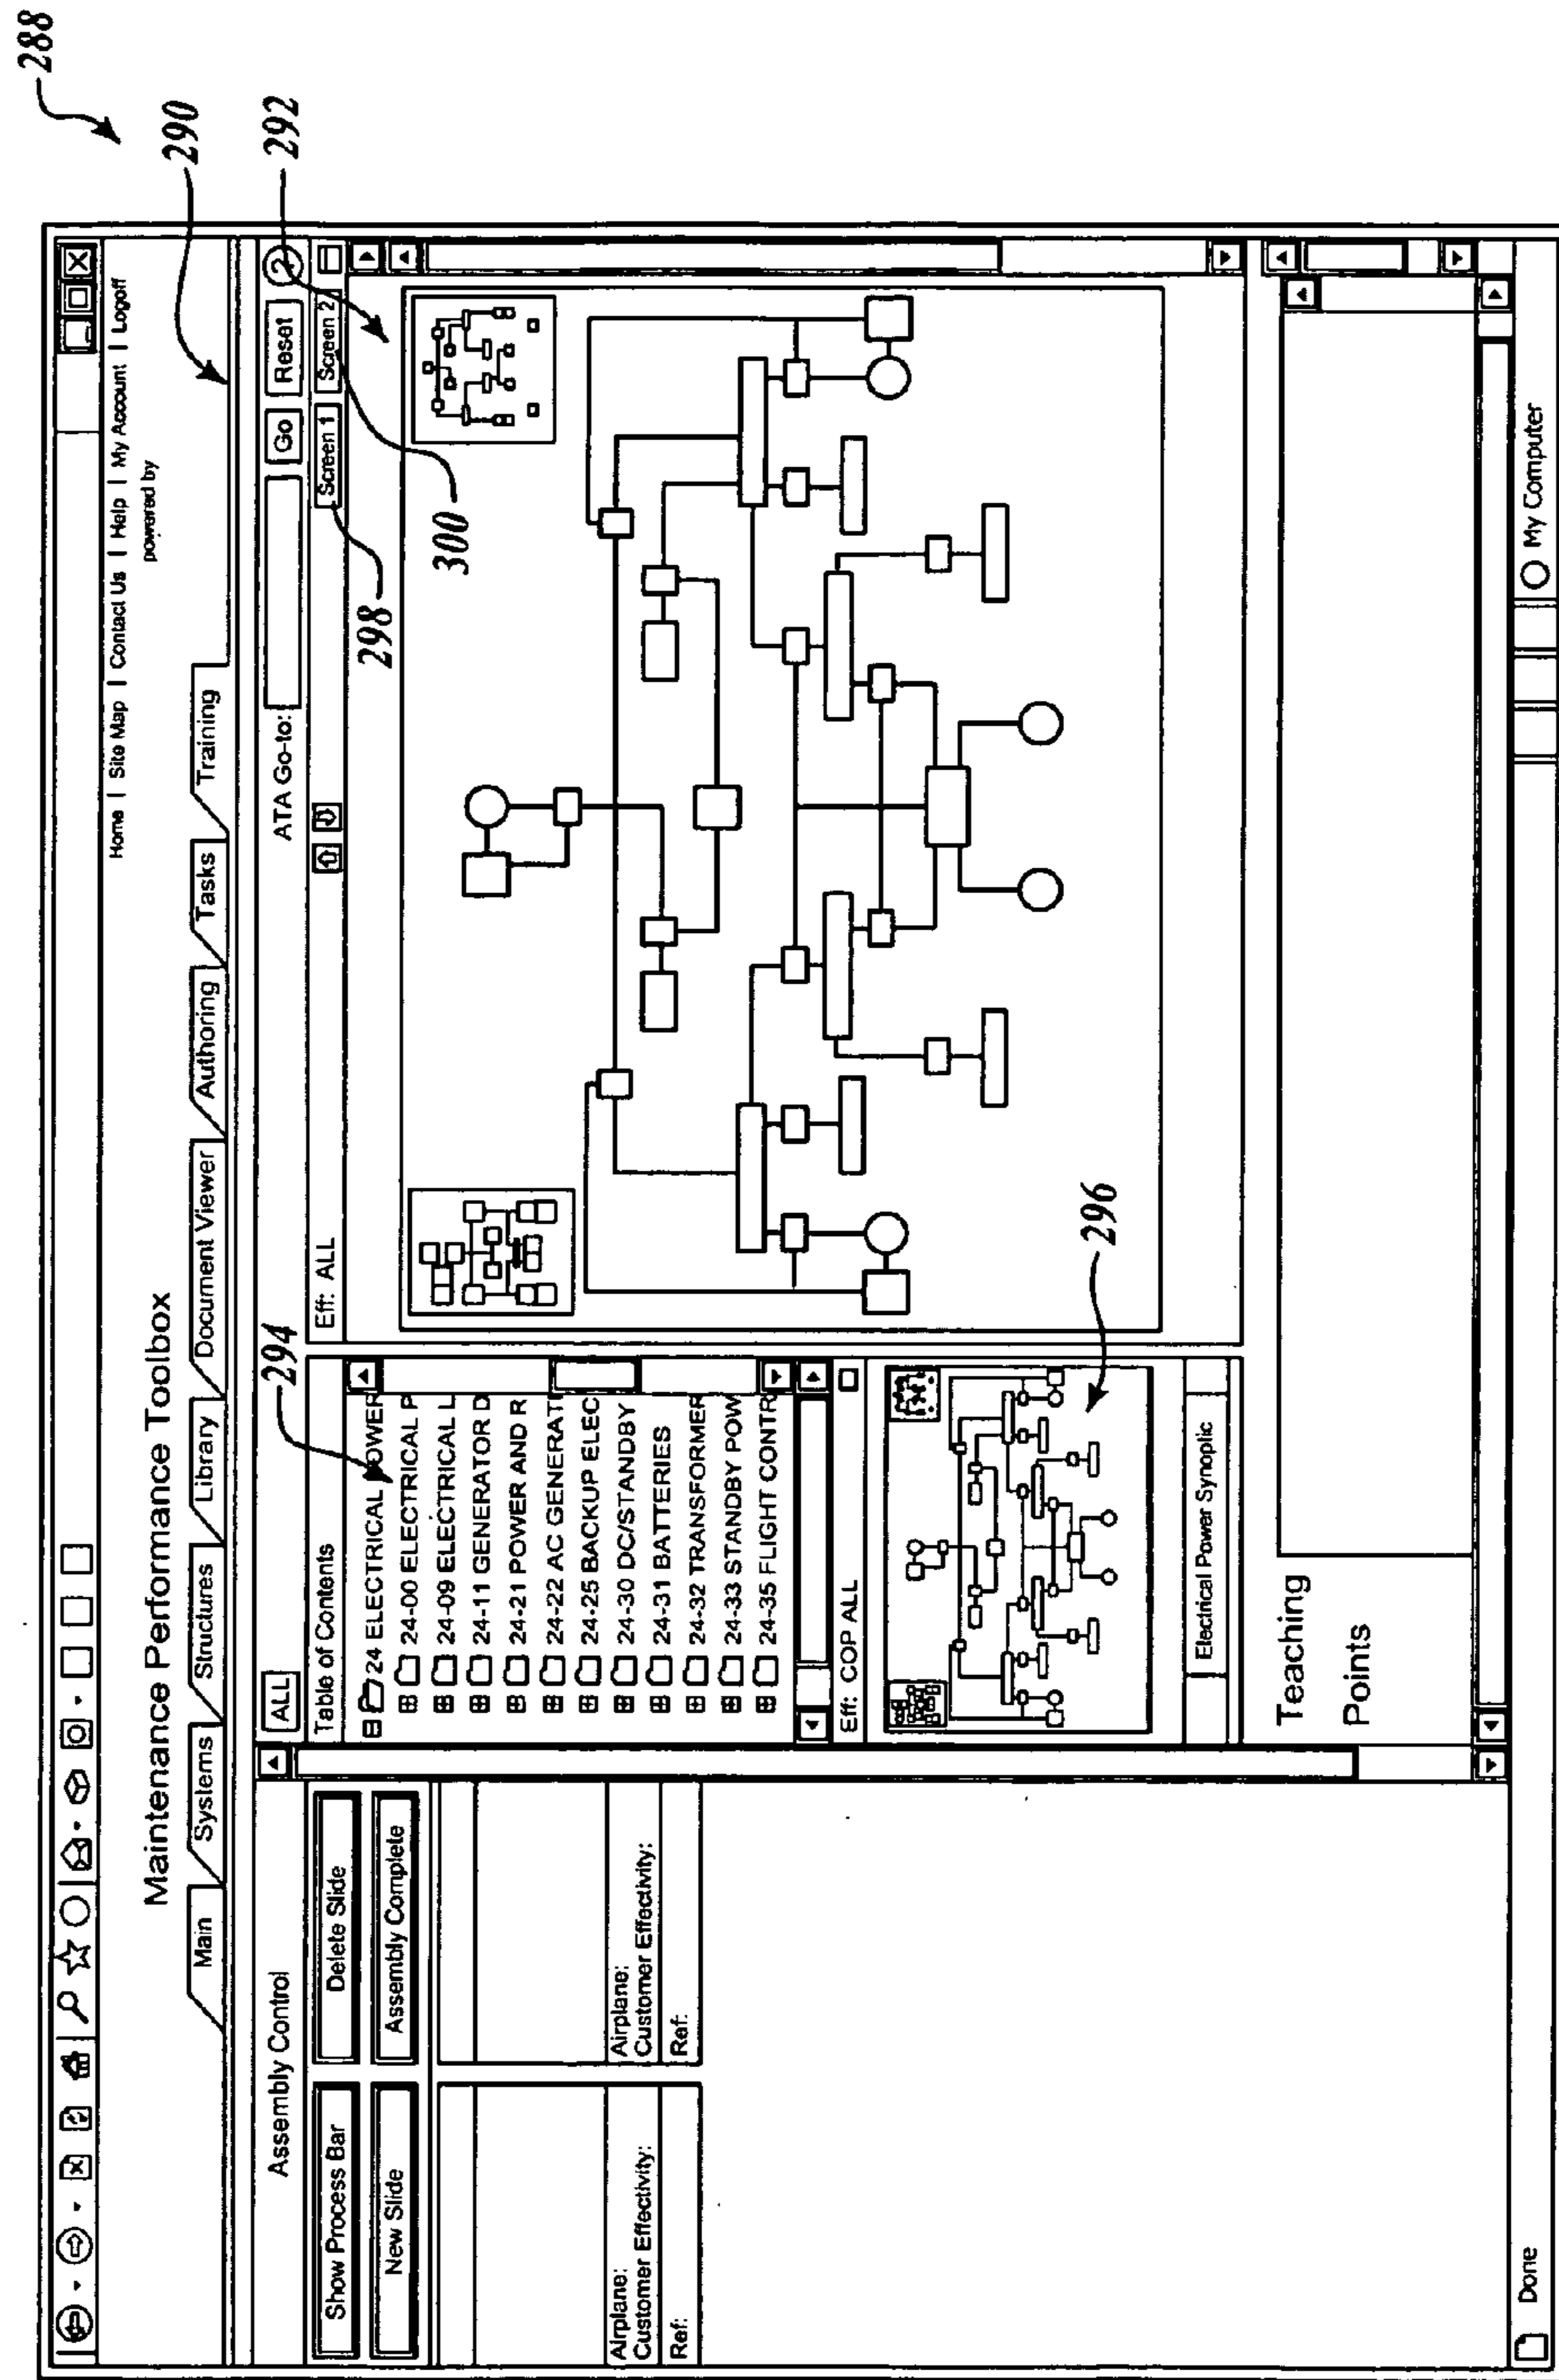 288
290
292
Home | Site Map | Contact Us | Help | My Account | Logoff
Maintenance Performance Toolbox
powered by
Main
Systems
Structures
Library
Document Viewer
Authoring
Tasks
Training
Assembly Control
ALL
ATA Go-to:
Go
Reset
?
Show Process Bar
Delete Slide
New Slide
Assembly Complete
Table of Contents
294
Eff: ALL
Screen 1
Screen 2
298
300
24 ELECTRICAL POWER
24-00 ELECTRICAL P
24-09 ELECTRICAL L
24-11 GENERATOR D
24-21 POWER AND R
24-22 AC GENERATI
24-25 BACKUP ELEC
24-30 DC/STANDBY
24-31 BATTERIES
24-32 TRANSFORMER
24-33 STANDBY POW
24-35 FLIGHT CONTR
Airplane:
Customer Effectivity:
Ref:
Airplane:
Customer Effectivity:
Ref:
Eff: COP ALL
296
Electrical Power Synoptic
Teaching
Points
Done
My Computer